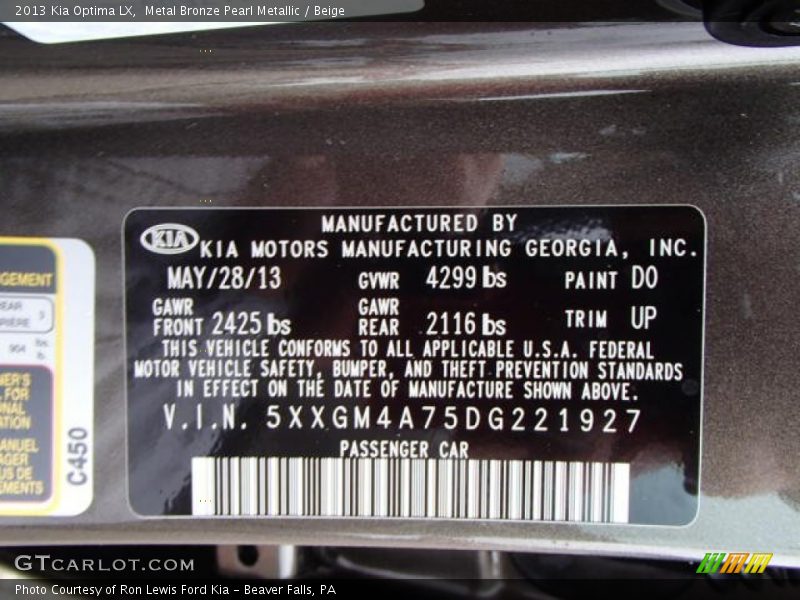 2013 Kia Optima LX, Metal Bronze Pearl Metallic / Beige
MANUFACTURED BY
KIA KIA MOTORS MANUFACTURING GEORGIA, INC.
MAY/28/13 GVWR 4299 lbs PAINT D0
GAWR FRONT 2425 lbs GAWR REAR 2116 lbs TRIM UP
THIS VEHICLE CONFORMS TO ALL APPLICABLE U.S.A. FEDERAL
MOTOR VEHICLE SAFETY, BUMPER, AND THEFT PREVENTION STANDARDS
IN EFFECT ON THE DATE OF MANUFACTURE SHOWN ABOVE.
V.I.N. 5XXGM4A75DG221927
PASSENGER CAR
C450
GTCARLOT.COM
Photo Courtesy of Ron Lewis Ford Kia – Beaver Falls, PA